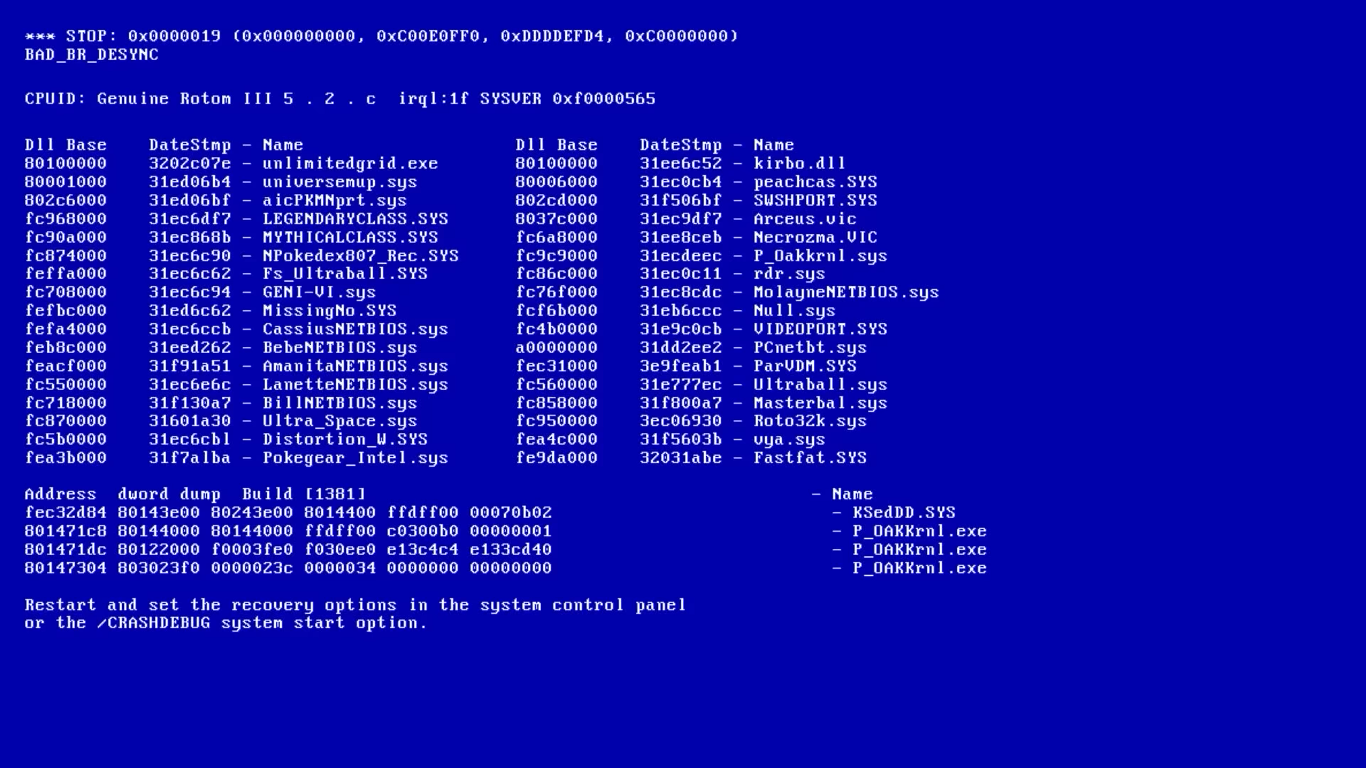 *** STOP: 0x0000019 (0x000000000, 0xC00E0FF0, 0xDDDDEFD4, 0xC0000000)
BAD_BR_DESYNC
CPUID: Genuine Rotom III 5 . 2 . c  irql:1f SYSVER 0xf0000565
Dll Base    DateStmp - Name                     Dll Base    DateStmp - Name
80100000    3202c07e - unlimitedgrid.exe        80100000    31ee6c52 - kirbo.dll
80001000    31ed06b4 - universemup.sys          80006000    31ec0cb4 - peachcas.SYS
802c6000    31ed06bf - aicPKMNprt.sys           802cd000    31f506bf - SWSHPORT.SYS
fc968000    31ec6df7 - LEGENDARYCLASS.SYS       8037c000    31ec9df7 - Arceus.vic
fc90a000    31ec868b - MYTHICALCLASS.SYS        fc6a8000    31ee8ceb - Necrozma.VIC
fc874000    31ec6c90 - NPokedex807_Rec.SYS      fc9c9000    31ecdeec - P_Oakkrnl.sys
feffa000    31ec6c62 - Fs_Ultraball.SYS         fc86c000    31ec0c11 - rdr.sys
fc708000    31ec6c94 - GENI-VI.sys              fc76f000    31ec8cdc - MolayneNETBIOS.sys
fefbc000    31ed6c62 - MissingNo.SYS            fcf6b000    31eb6ccc - Null.sys
fefa4000    31ec6ccb - CassiusNETBIOS.sys       fc4b0000    31e9c0cb - VIDEOPORT.SYS
feb8c000    31eed262 - BebeNETBIOS.sys          a0000000    31dd2ee2 - PCnetbt.sys
feacf000    31f91a51 - AmanitaNETBIOS.sys       fec31000    3e9feab1 - ParVDM.SYS
fc550000    31ec6e6c - LanetteNETBIOS.sys       fc560000    31e777ec - Ultraball.sys
fc718000    31f130a7 - BillNETBIOS.sys          fc858000    31f800a7 - Masterbal.sys
fc870000    31601a30 - Ultra_Space.sys          fc950000    3ec06930 - Roto32k.sys
fc5b0000    31ec6cbl - Distortion_W.SYS         fea4c000    31f5603b - vya.sys
fea3b000    31f7alba - Pokegear_Intel.sys       fe9da000    32031abe - Fastfat.SYS
Address  dword dump  Build [1381]                                           - Name
fec32d84 80143e00 80243e00 8014400 ffdff00 00070b02                           - KSedDD.SYS
801471c8 80144000 80144000 ffdff00 c0300b0 00000001                           - P_OAKKrnl.exe
801471dc 80122000 f0003fe0 f030ee0 e13c4c4 e133cd40                           - P_OAKKrnl.exe
80147304 803023f0 0000023c 0000034 0000000 00000000                           - P_OAKKrnl.exe
Restart and set the recovery options in the system control panel
or the /CRASHDEBUG system start option.